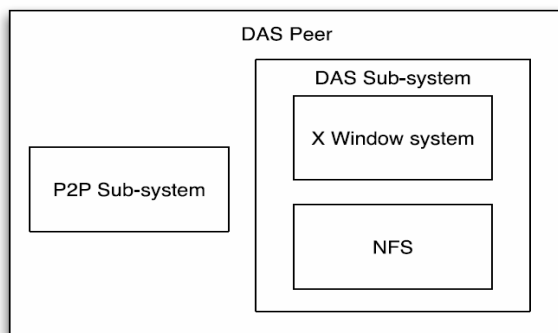 DAS Peer
DAS Sub-system
X Window system
P2P Sub-system
NFS